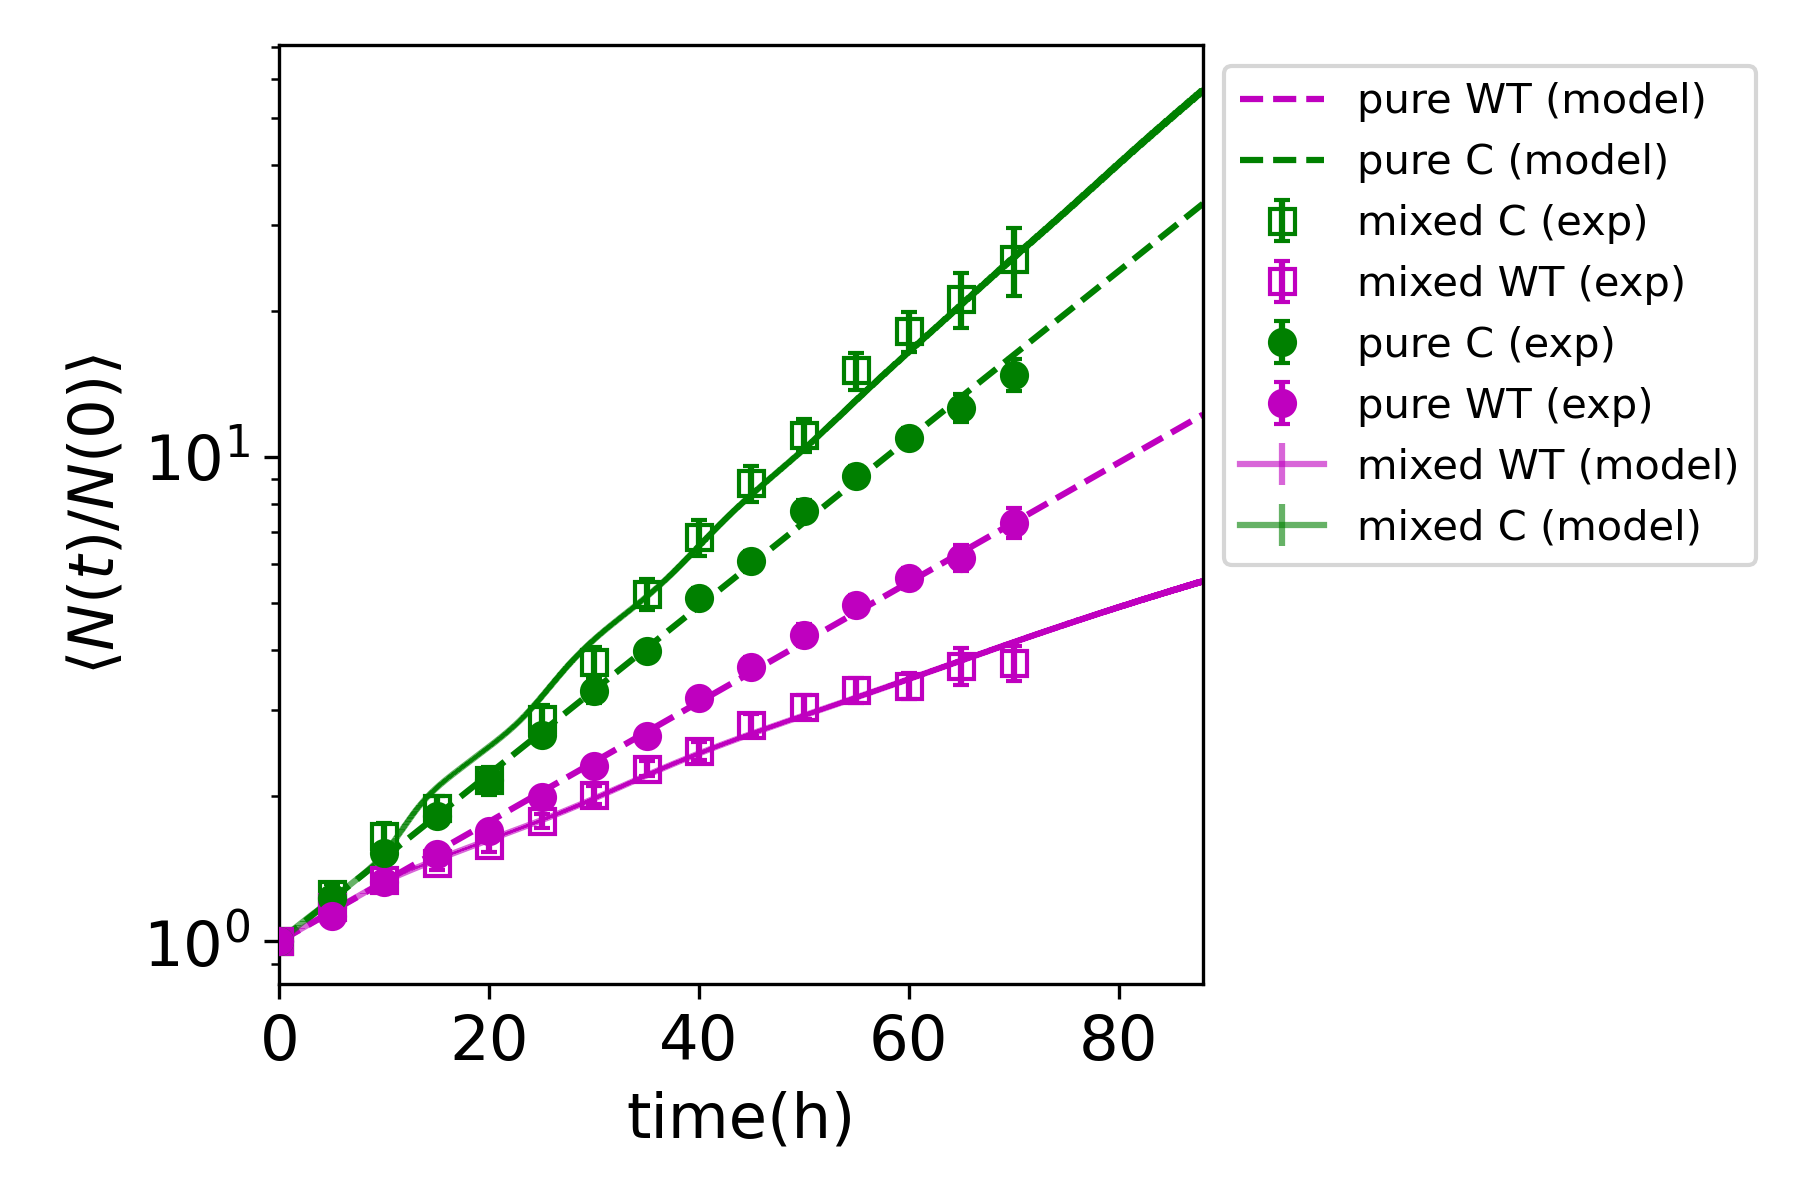 ⟨N(t)/N(0)⟩
10¹
10⁰
0 20 40 60 80
time(h)
pure WT (model)
pure C (model)
mixed C (exp)
mixed WT (exp)
pure C (exp)
pure WT (exp)
mixed WT (model)
mixed C (model)